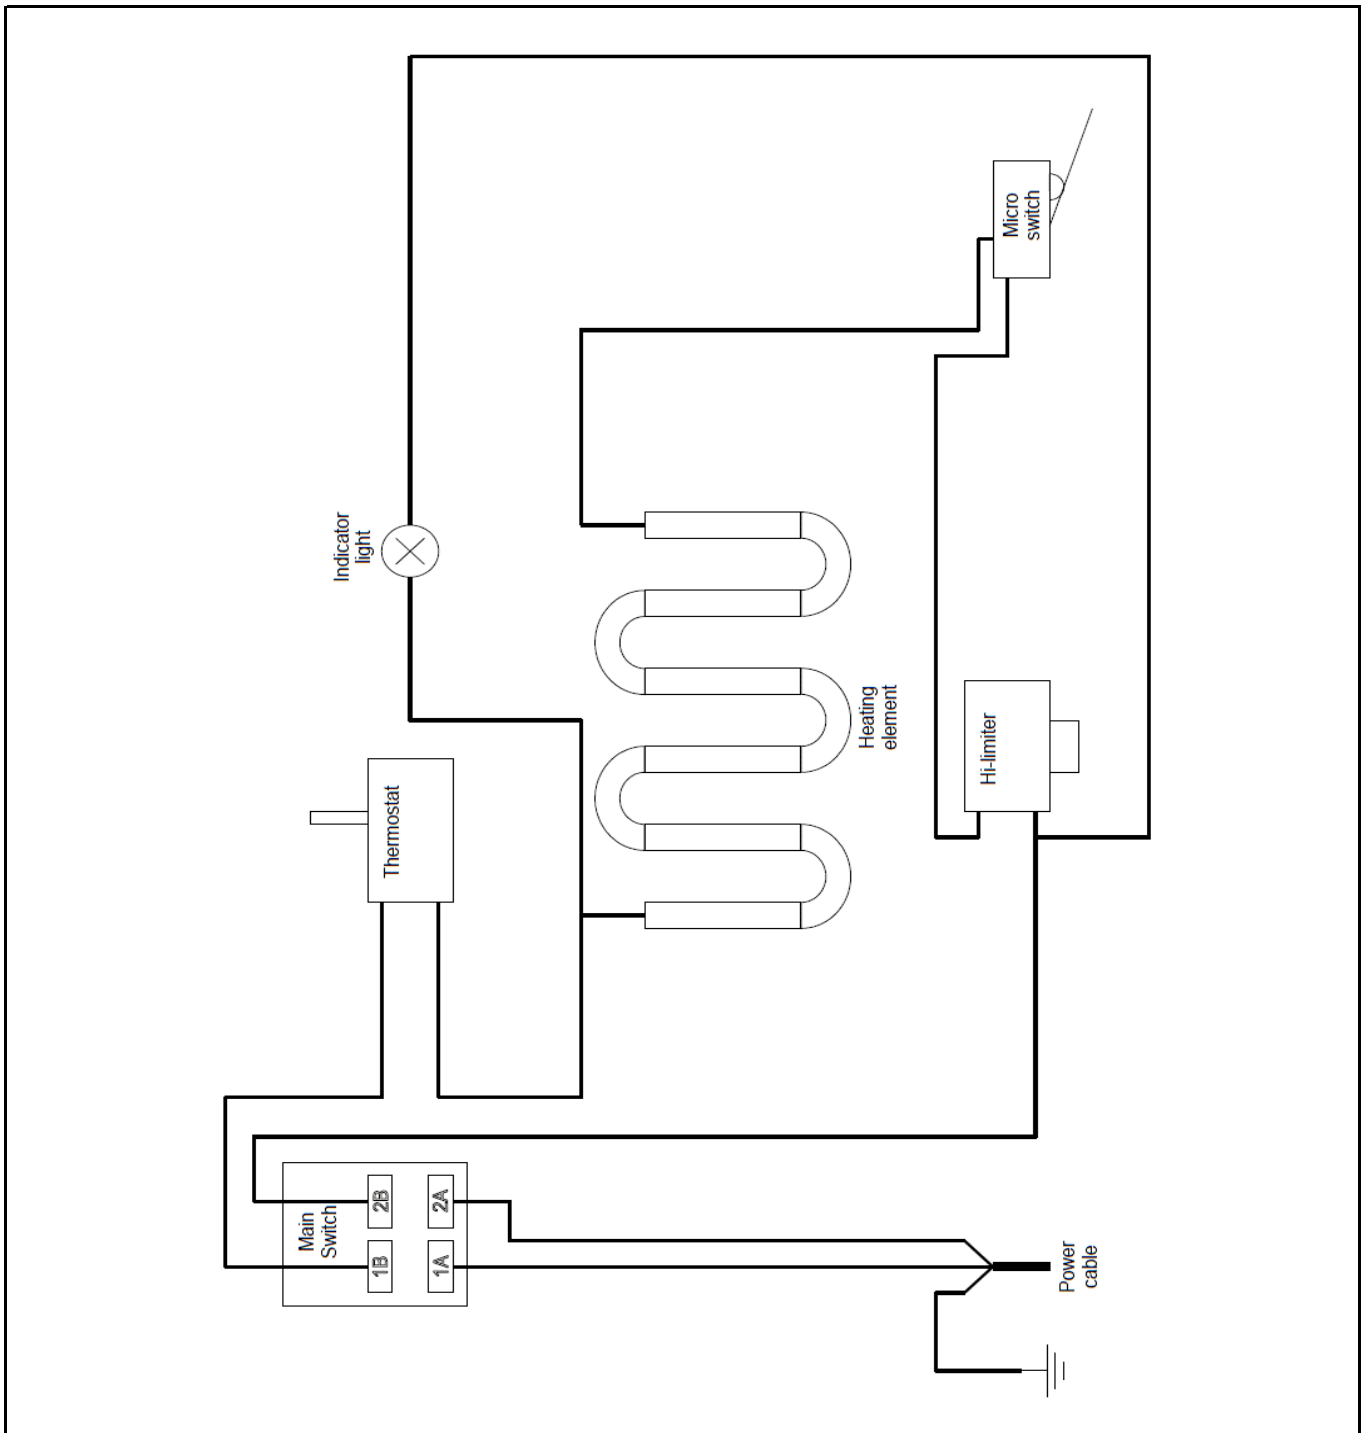 Micro
switch
Indicator
light
Heating
element
Hi-limiter
Thermostat
Main
Switch
2B
2A
1B
1A
Power
cable